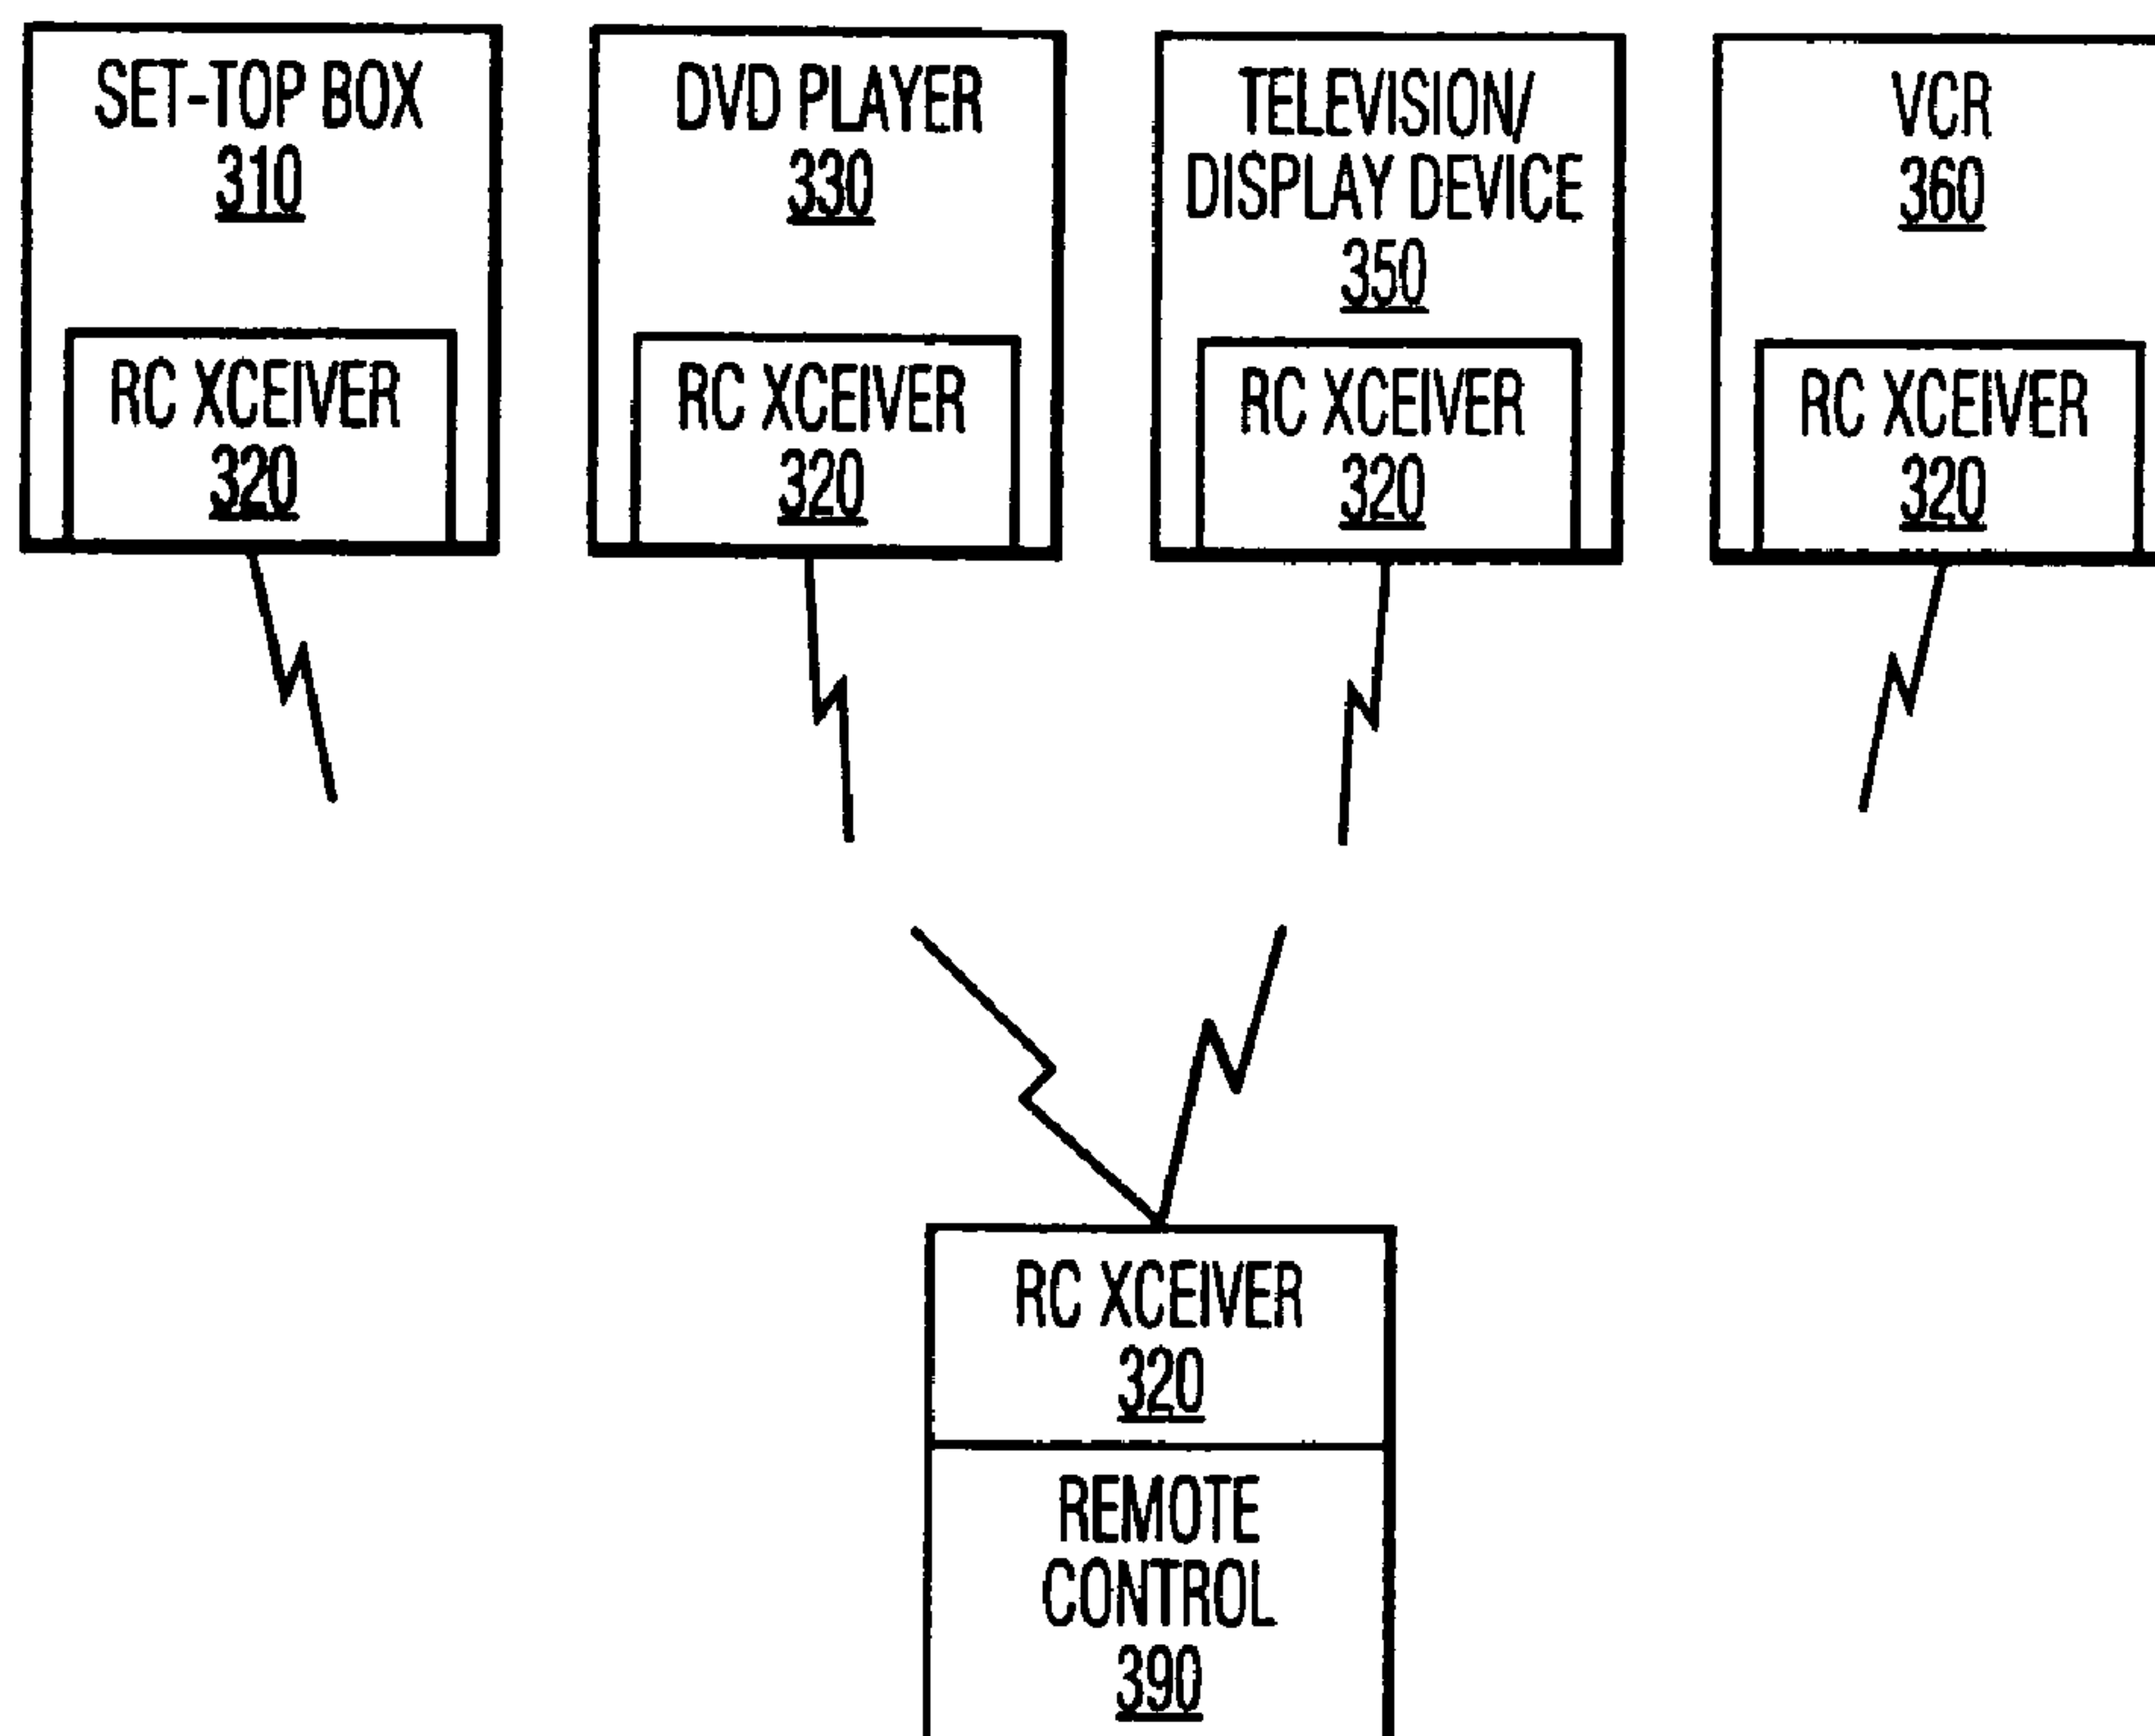 SET-TOP BOX
310
RC XCEIVER
320
DVD PLAYER
330
RC XCEIVER
320
TELEVISION/
DISPLAY DEVICE
350
RC XCEIVER
320
VCR
360
RC XCEIVER
320
RC XCEIVER
320
REMOTE
CONTROL
390